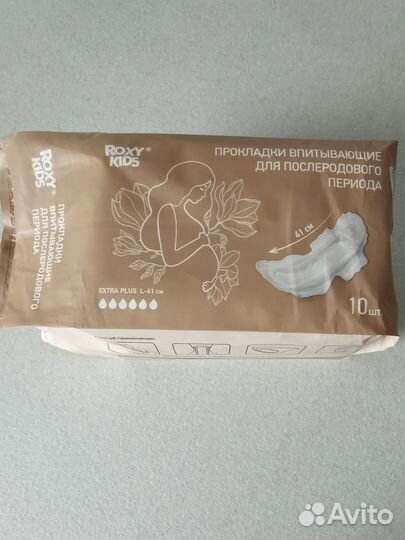 ROXY® KIDS
ПРОКЛАДКИ
ВПИТЫВАЮЩИЕ
ДЛЯ ПОСЛЕРОДОВОГО
ПЕРИОДА
ROXY®
KIDS
ПРОКЛАДКИ ВПИТЫВАЮЩИЕ
ДЛЯ ПОСЛЕРОДОВОГО
ПЕРИОДА
41 см
EXTRA PLUS L-41 см
10 шт.
применения:
Avito